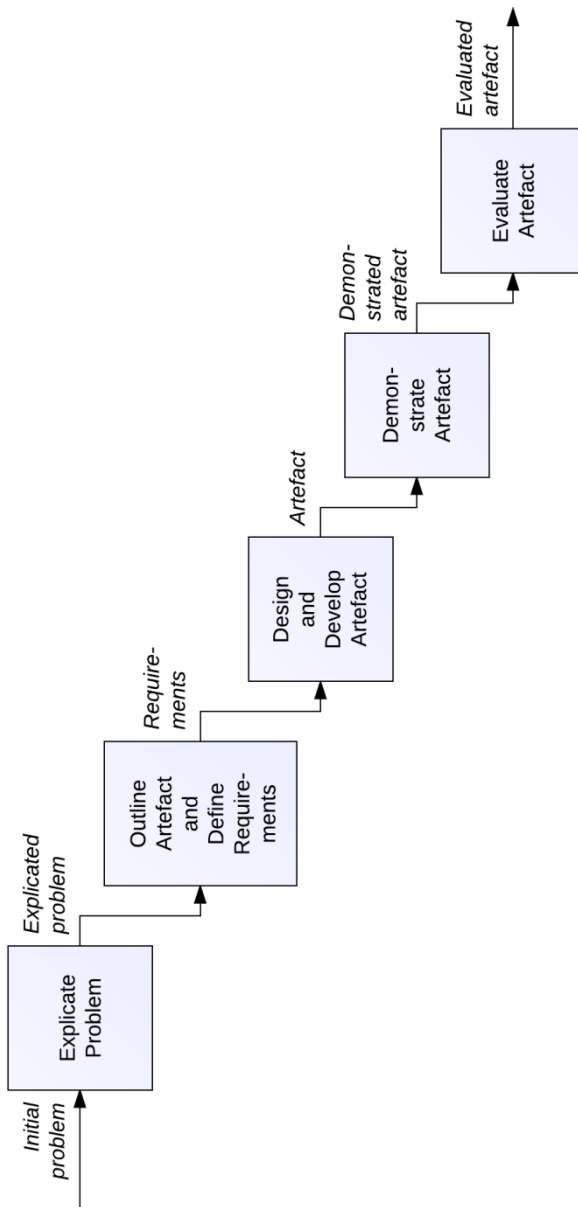 Initial
problem
Explicate
Problem
Explicated
problem
Outline
Artefact
and
Define
Require-
ments
Require-
ments
Design
and
Develop
Artefact
Artefact
Demon-
strate
Artefact
Demon-
strated
artefact
Evaluate
Artefact
Evaluated
artefact